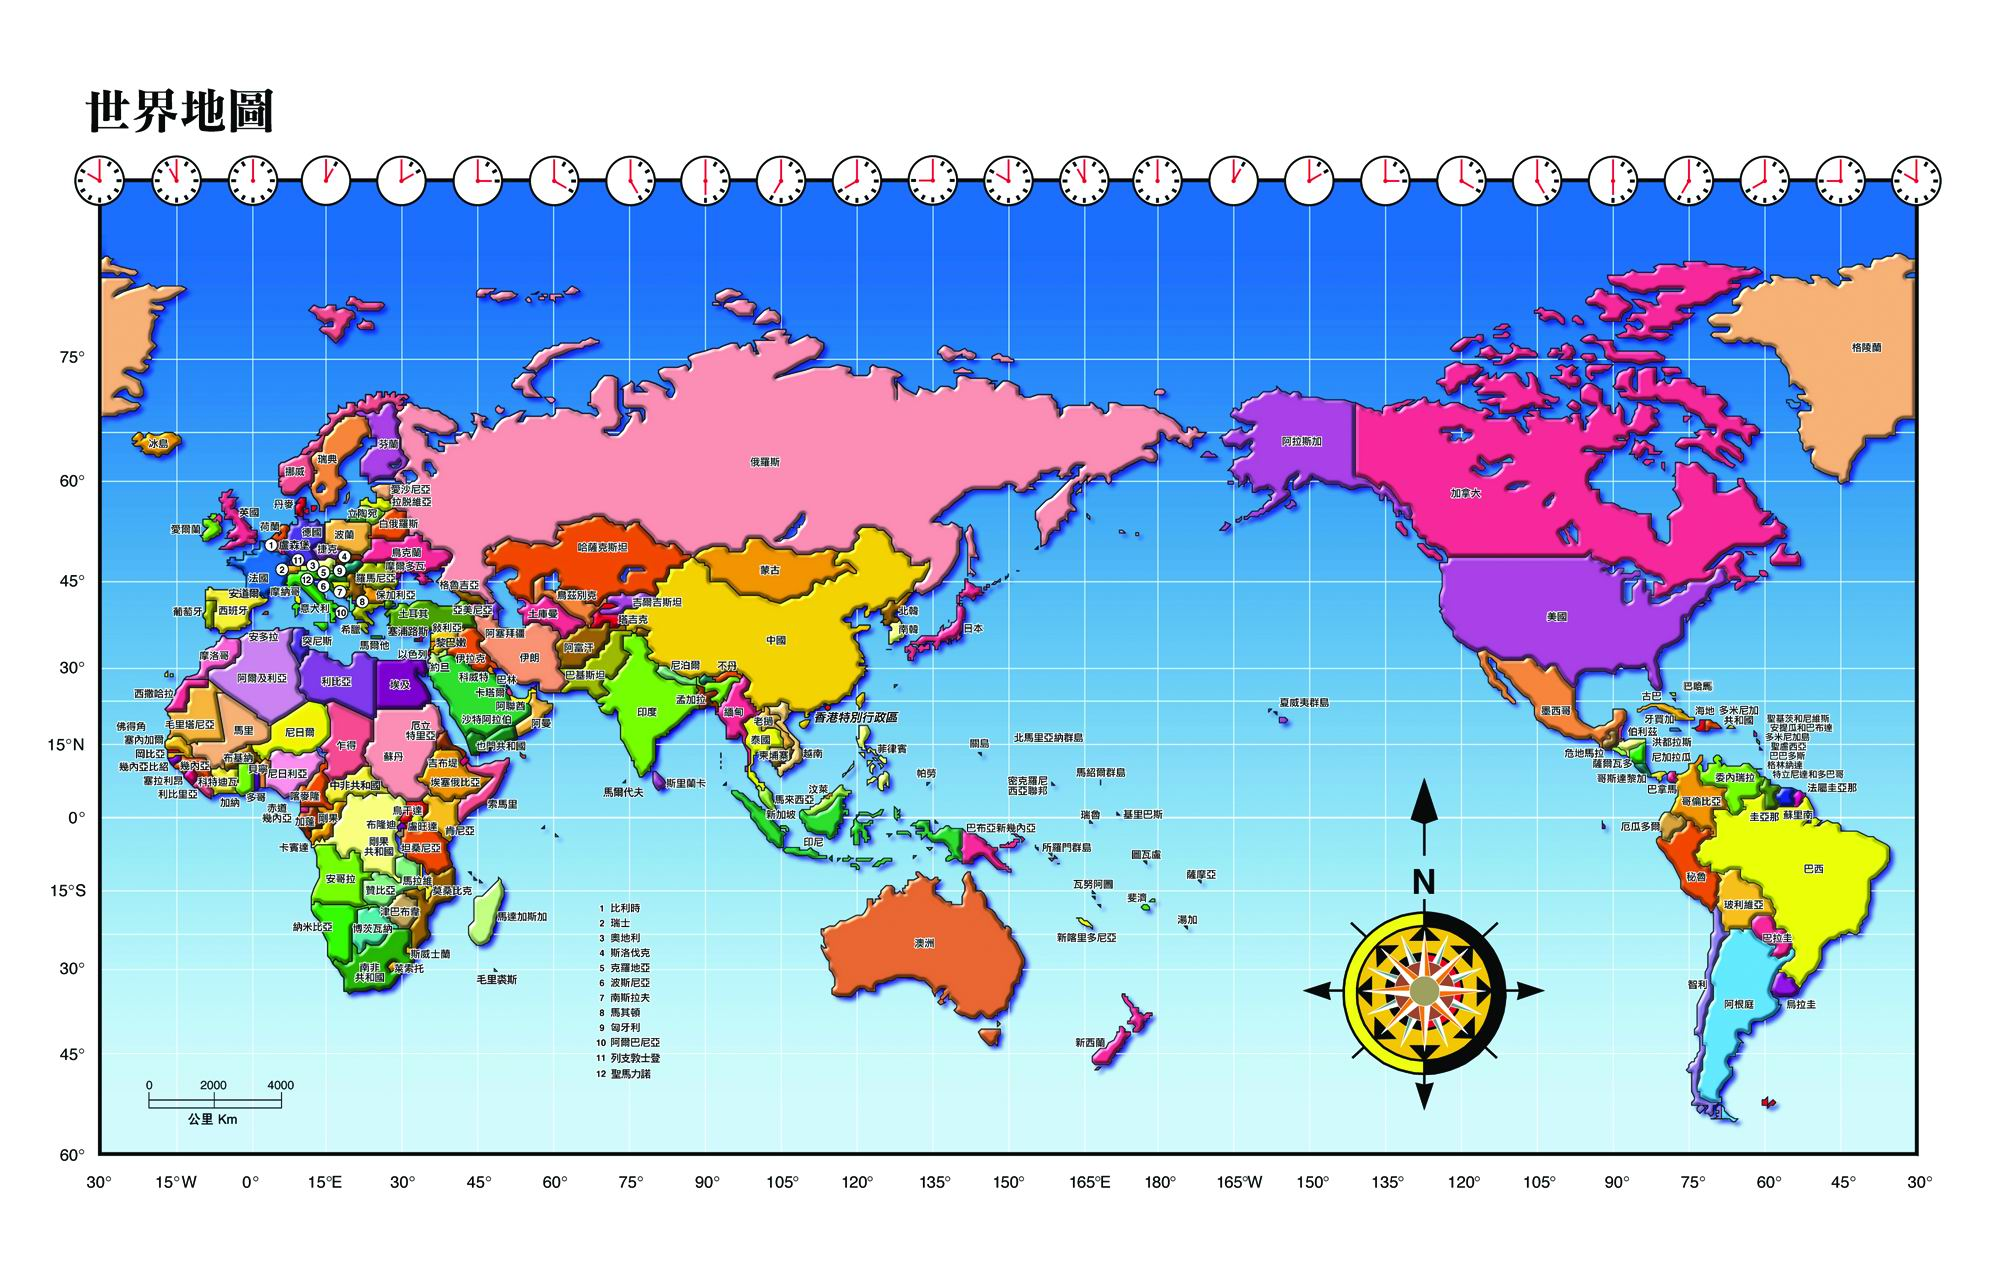 世界地圖
格陵蘭
冰島
芬蘭
瑞典
挪威
俄羅斯
阿拉斯加
加拿大
愛沙尼亞
拉脱維亞
丹麥
立陶宛
英國
白俄羅斯
愛爾蘭
荷蘭
德國
波蘭
1
盧森堡
捷克
烏克蘭
哈薩克斯坦
11
4
2
3
5
9
摩爾多瓦
蒙古
法國
12
6
羅馬尼亞
安道爾
摩納哥
7
保加利亞
格魯吉亞
烏茲別克
8
葡萄牙
西班牙
意大利
10
土耳其
亞美尼亞
土庫曼
吉爾吉斯坦
北韓
美國
塔吉克
希臘
塞浦路斯
敍利亞
阿塞拜疆
南韓
日本
安多拉
突尼斯
馬爾他
黎巴嫩
阿富汗
中國
摩洛哥
以色列
約旦
伊拉克
伊朗
尼泊爾
不丹
阿爾及利亞
利比亞
埃及
科威特
巴林
巴基斯坦
西撒哈拉
卡塔爾
孟加拉
巴哈馬
古巴
阿聯酋
印度
緬甸
夏威夷群島
墨西哥
海地
多米尼加
共和國
佛得角
毛里塔尼亞
馬里
厄立
特里亞
沙特阿拉伯
阿曼
老撾
香港特別行政區
牙買加
聖基茨和尼維斯
安提瓜和巴布達
尼日爾
伯利茲
多米尼加島
塞內加爾
乍得
也門共和國
泰國
北馬里亞納群島
洪都拉斯
聖盧西亞
岡比亞
布基納
蘇丹
關島
菲律賓
危地馬拉
尼加拉瓜
巴巴多斯
幾內亞比紹
幾內亞
貝寧
吉布堤
柬埔寨
越南
薩爾瓦多
格林納達
塞拉利昂
科特迪瓦
尼日利亞
中非共和國
埃塞俄比亞
斯里蘭卡
帕勞
密克羅尼
西亞聯邦
馬紹爾群島
哥斯達黎加
委內瑞拉
特立尼達和多巴哥
利比里亞
加納
多哥
喀麥隆
索馬里
馬爾代夫
汶萊
馬來西亞
巴拿馬
法屬圭亞那
哥倫比亞
赤道
幾內亞
加蓬
剛果
烏干達
新加坡
瑞魯
基里巴斯
圭亞那
蘇里南
布隆迪
盧旺達
肯尼亞
巴布亞新幾內亞
厄瓜多爾
卡賓達
剛果
共和國
坦桑尼亞
印尼
所羅門群島
圖瓦盧
巴西
安哥拉
馬拉維
贊比亞
莫桑比克
薩摩亞
瓦努阿圖
秘魯
斐濟
玻利維亞
津巴布韋
馬達加斯加
湯加
納米比亞
博茨瓦納
新喀里多尼亞
澳洲
巴拉圭
斯威士蘭
南非
共和國
萊索托
毛里裘斯
智利
阿根庭
烏拉圭
新西蘭
1 比利時
2 瑞士
3 奧地利
4 斯洛伐克
5 克羅地亞
6 波斯尼亞
7 南斯拉夫
8 馬其頓
9 匈牙利
10 阿爾巴尼亞
11 列支敦士登
12 聖馬力諾
N
75°
60°
45°
30°
15°N
0°
15°S
30°
45°
60°
0 2000 4000
公里 Km
30° 15°W 0° 15°E 30° 45° 60° 75° 90° 105° 120° 135° 150° 165°E 180° 165°W 150° 135° 120° 105° 90° 75° 60° 45° 30°